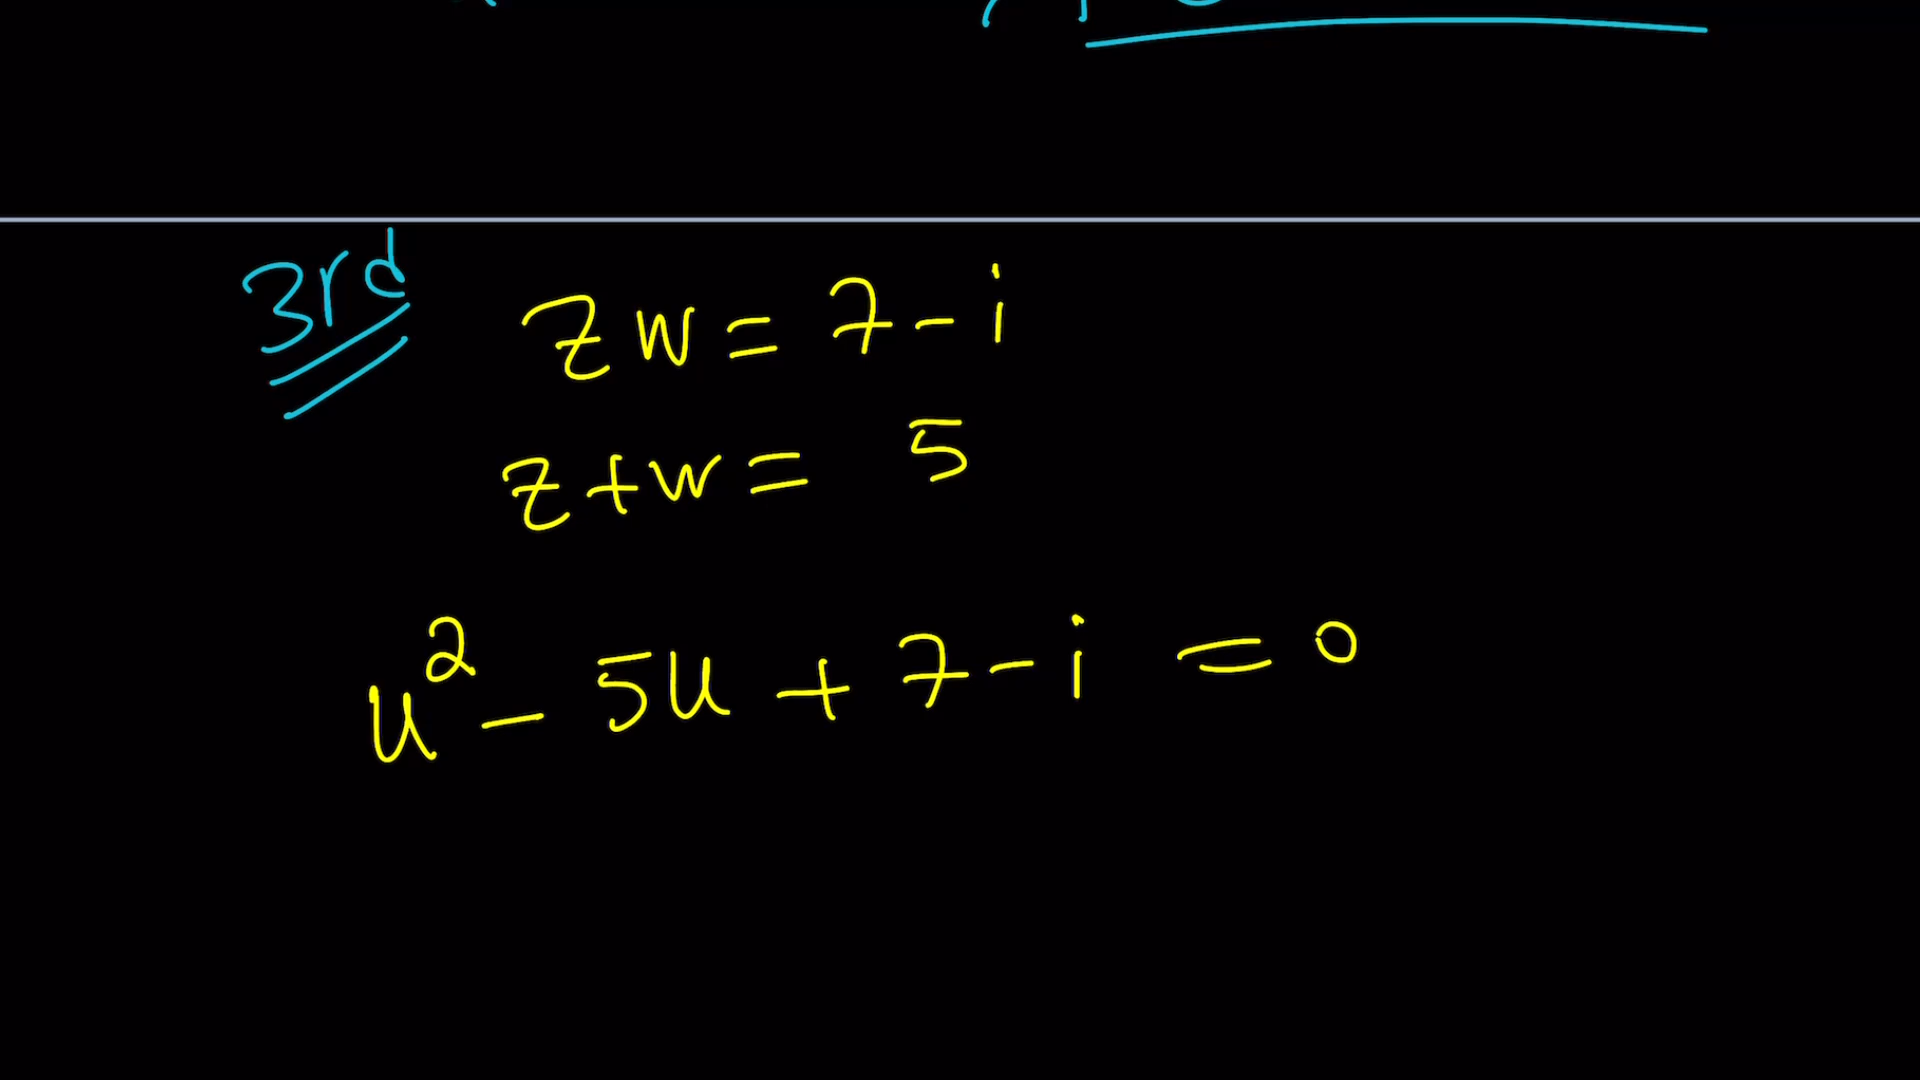 3rd
zw = 7 - i
z + w = 5
u² - 5u + 7 - i = 0